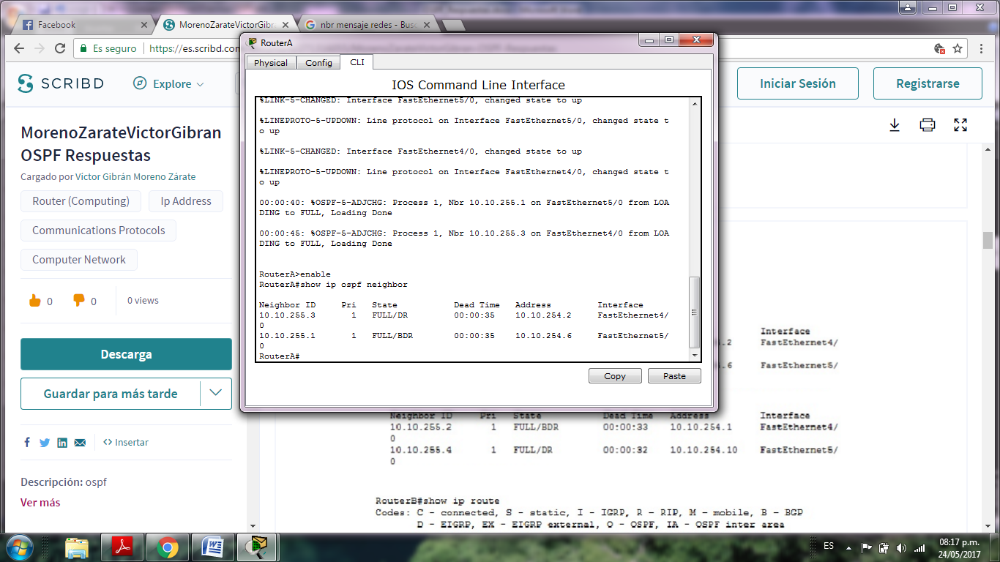 Facebook
MorenoZarateVictorGibran
nbr mensaje redes - Busc
Es seguro
https://es.scribd.com
SCRIBD
Explore
Iniciar Sesión
Registrarse
MorenoZarateVictorGibran
OSPF Respuestas
Cargado por Víctor Gibrán Moreno Zárate
Router (Computing)
Ip Address
Communications Protocols
Computer Network
0
0
0 views
Descarga
Guardar para más tarde
<> Insertar
Descripción: ospf
Ver más
RouterA
Physical
Config
CLI
IOS Command Line Interface
%LINK-5-CHANGED: Interface FastEthernet5/0, changed state to up
%LINEPROTO-5-UPDOWN: Line protocol on Interface FastEthernet5/0, changed state t
o up
%LINK-5-CHANGED: Interface FastEthernet4/0, changed state to up
%LINEPROTO-5-UPDOWN: Line protocol on Interface FastEthernet4/0, changed state t
o up
00:00:40: %OSPF-5-ADJCHG: Process 1, Nbr 10.10.255.1 on FastEthernet5/0 from LOA
DING to FULL, Loading Done
00:00:45: %OSPF-5-ADJCHG: Process 1, Nbr 10.10.255.3 on FastEthernet4/0 from LOA
DING to FULL, Loading Done
RouterA>enable
RouterA#show ip ospf neighbor
Neighbor ID Pri State Dead Time Address Interface
10.10.255.3 1 FULL/DR 00:00:35 10.10.254.2 FastEthernet4/
0
10.10.255.1 1 FULL/BDR 00:00:35 10.10.254.6 FastEthernet5/
0
RouterA#
Copy
Paste
Interface
.2 FastEthernet4/
.6 FastEthernet5/
Neighbor ID Pri State Dead Time Address Interface
10.10.255.2 1 FULL/BDR 00:00:33 10.10.254.1 FastEthernet4/
0
10.10.255.4 1 FULL/DR 00:00:32 10.10.254.10 FastEthernet5/
0
RouterB#show ip route
Codes: C - connected, S - static, I - IGRP, R - RIP, M - mobile, B - BGP
D - EIGRP, EX - EIGRP external, O - OSPF, IA - OSPF inter area
ES
08:17 p.m.
24/05/2017